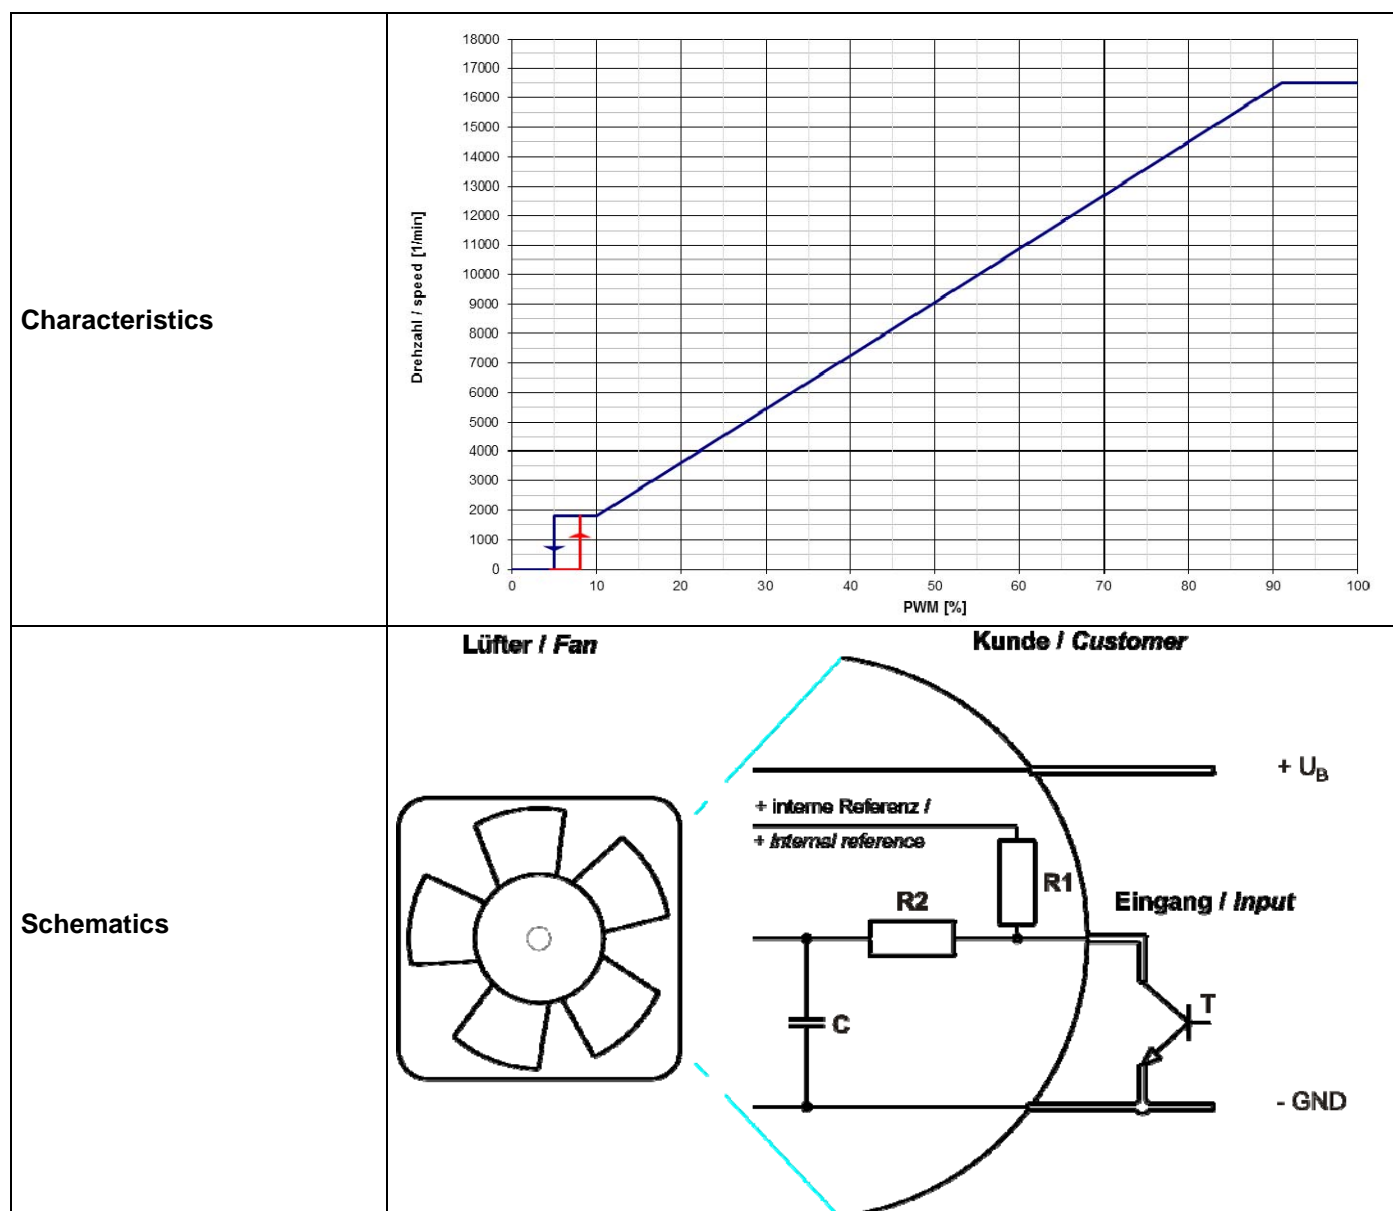 Characteristics
Drehzahl / speed [1/min]
18000
17000
16000
15000
14000
13000
12000
11000
10000
9000
8000
7000
6000
5000
4000
3000
2000
1000
0
0 10 20 30 40 50 60 70 80 90 100
PWM [%]
Schematics
Lüfter / Fan
Kunde / Customer
+ UB
+ interne Referenz /
+ Internal reference
R1
R2
Eingang / Input
C
T
- GND